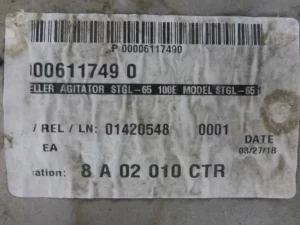 P 00006117490
000611749 0
ELLER AGITATOR STGL-65 100E MODEL STGL-65
/ REL / LN: 01420548 0001
EA
DATE
03/27/18
ation: 8 A 02 010 CTR